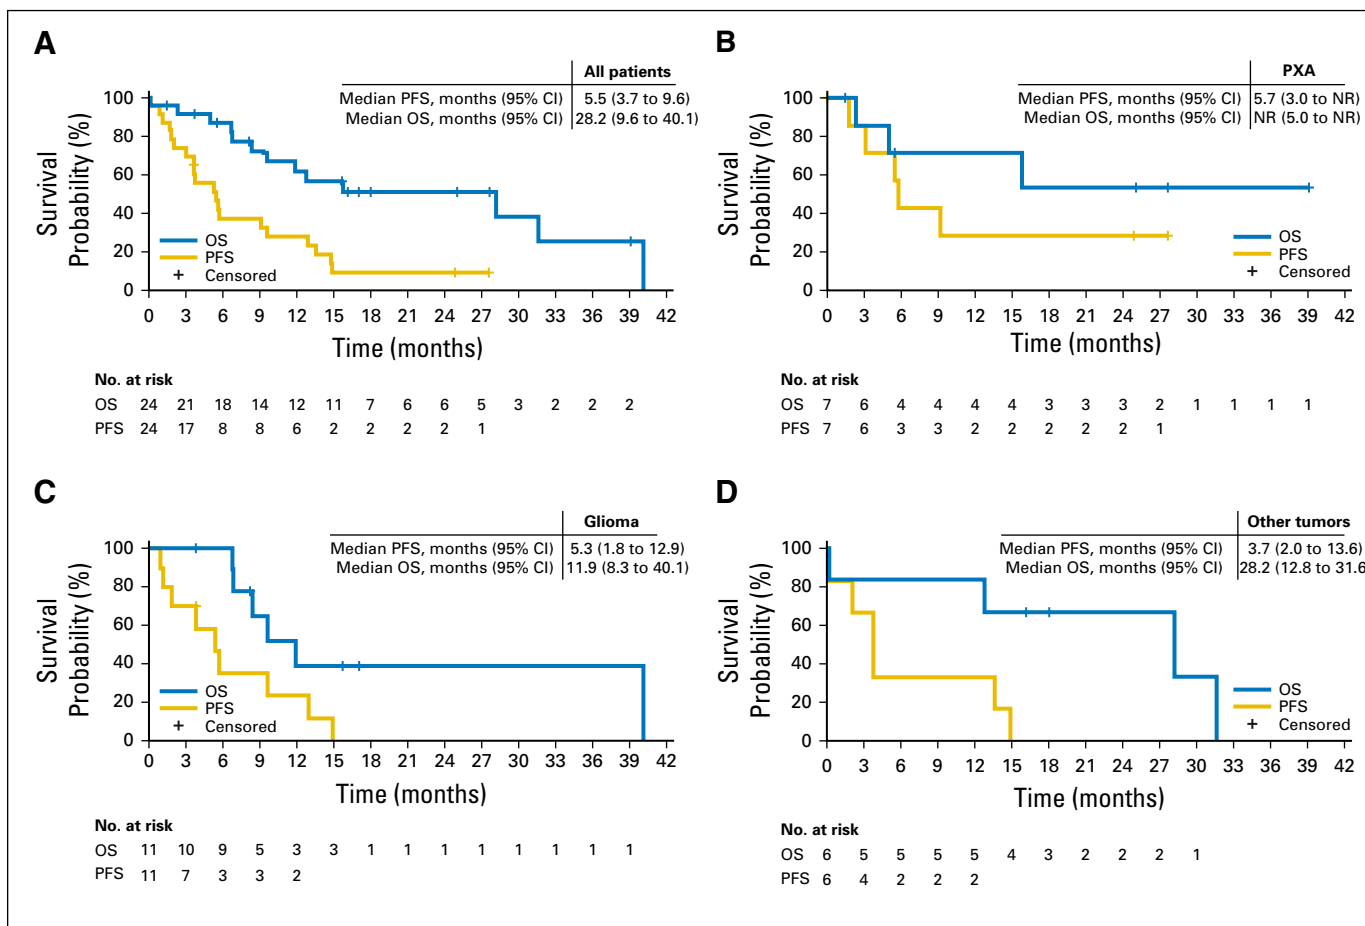 A
All patients
Median PFS, months (95% CI) 5.5 (3.7 to 9.6)
Median OS, months (95% CI) 28.2 (9.6 to 40.1)
Survival Probability (%)
100
80
60
40
20
0
OS
PFS
+ Censored
0 3 6 9 12 15 18 21 24 27 30 33 36 39 42
Time (months)
No. at risk
OS 24 21 18 14 12 11 7 6 6 5 3 2 2 2
PFS 24 17 8 8 6 2 2 2 2 1
B
PXA
Median PFS, months (95% CI) 5.7 (3.0 to NR)
Median OS, months (95% CI) NR (5.0 to NR)
Survival Probability (%)
100
80
60
40
20
0
OS
PFS
+ Censored
0 3 6 9 12 15 18 21 24 27 30 33 36 39 42
Time (months)
No. at risk
OS 7 6 4 4 4 4 3 3 3 2 1 1 1 1
PFS 7 6 3 3 2 2 2 2 2 1
C
Glioma
Median PFS, months (95% CI) 5.3 (1.8 to 12.9)
Median OS, months (95% CI) 11.9 (8.3 to 40.1)
Survival Probability (%)
100
80
60
40
20
0
OS
PFS
+ Censored
0 3 6 9 12 15 18 21 24 27 30 33 36 39 42
Time (months)
No. at risk
OS 11 10 9 5 3 3 1 1 1 1 1 1 1 1
PFS 11 7 3 3 2
D
Other tumors
Median PFS, months (95% CI) 3.7 (2.0 to 13.6)
Median OS, months (95% CI) 28.2 (12.8 to 31.6
Survival Probability (%)
100
80
60
40
20
0
OS
PFS
+ Censored
0 3 6 9 12 15 18 21 24 27 30 33 36 39 42
Time (months)
No. at risk
OS 6 5 5 5 5 4 3 2 2 2 1
PFS 6 4 2 2 2